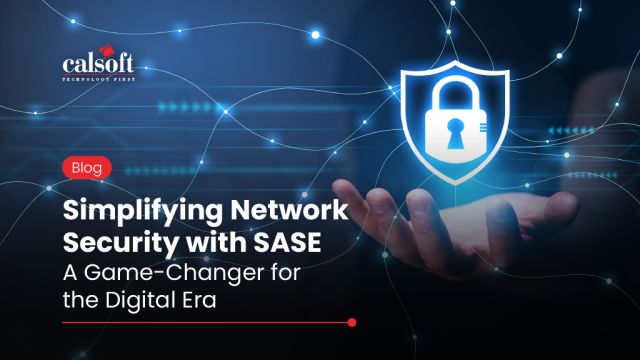 calsoft
TECHNOLOGY FIRST
Blog
Simplifying Network
Security with SASE
A Game-Changer for
the Digital Era